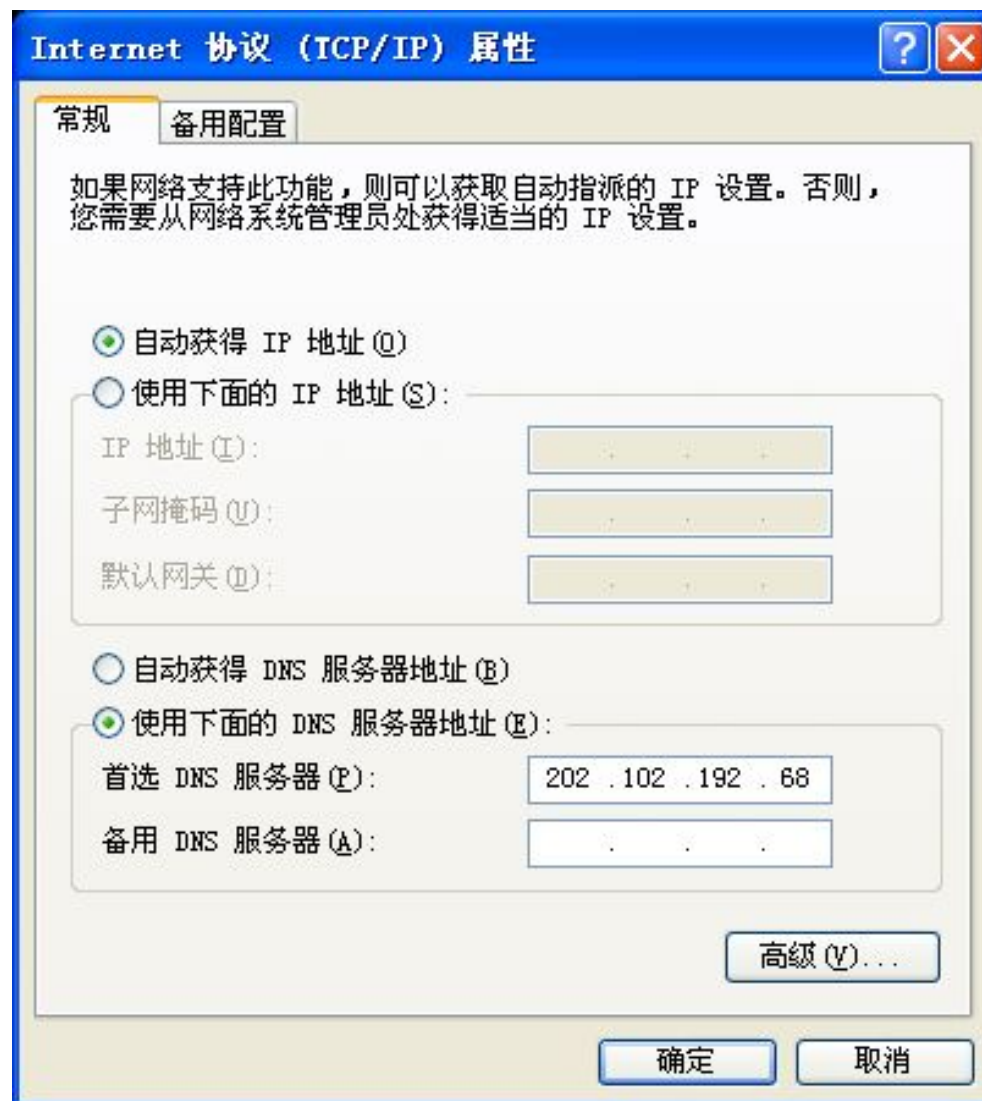 Internet 协议 (TCP/IP) 属性
常规
备用配置
如果网络支持此功能，则可以获取自动指派的 IP 设置。否则，
您需要从网络系统管理员处获得适当的 IP 设置。
自动获得 IP 地址(O)
使用下面的 IP 地址(S):
IP 地址(I):
子网掩码(U):
默认网关(D):
自动获得 DNS 服务器地址(B)
使用下面的 DNS 服务器地址(E):
首选 DNS 服务器(P): 202 .102 .192 . 68
备用 DNS 服务器(A):
高级(V)...
确定 取消